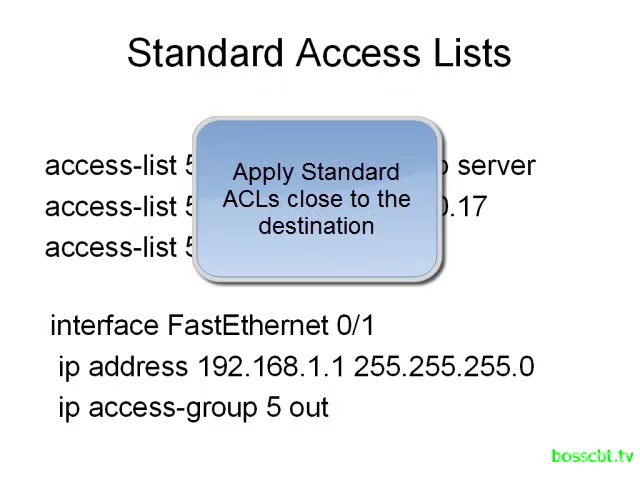 Standard Access Lists
access-list 5 server
access-list 5 .17
access-list 5
Apply Standard
ACLs close to the
destination
interface FastEthernet 0/1
ip address 192.168.1.1 255.255.255.0
ip access-group 5 out
bosscbt.tv